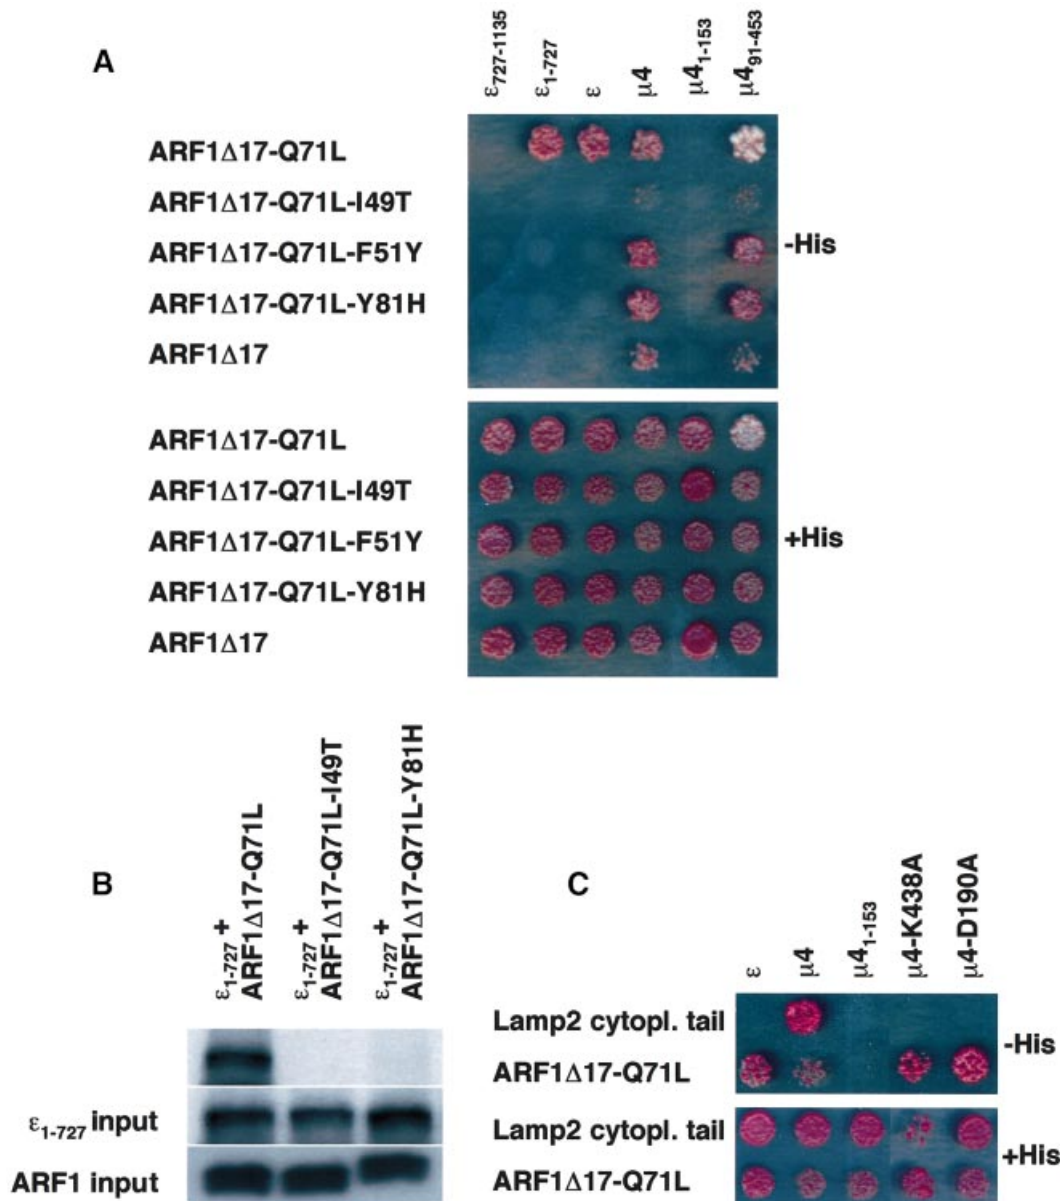 A
ε727-1135
ε1-727
ε
μ4
μ41-153
μ491-453
ARF1Δ17-Q71L
ARF1Δ17-Q71L-I49T
ARF1Δ17-Q71L-F51Y
ARF1Δ17-Q71L-Y81H
ARF1Δ17
-His
ARF1Δ17-Q71L
ARF1Δ17-Q71L-I49T
ARF1Δ17-Q71L-F51Y
ARF1Δ17-Q71L-Y81H
ARF1Δ17
+His
B
ε1-727+
ARF1Δ17-Q71L
ε1-727+
ARF1Δ17-Q71L-I49T
ε1-727+
ARF1Δ17-Q71L-Y81H
ε1-727 input
ARF1 input
C
ε
μ4
μ41-153
μ4-K438A
μ4-D190A
Lamp2 cytopl. tail
ARF1Δ17-Q71L
-His
Lamp2 cytopl. tail
ARF1Δ17-Q71L
+His